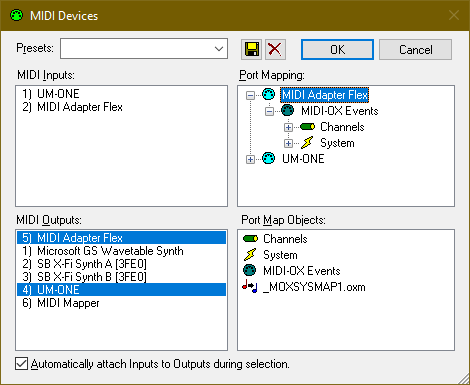 MIDI Devices
Presets:
OK
Cancel
MIDI Inputs:
1) UM-ONE
2) MIDI Adapter Flex
Port Mapping:
MIDI Adapter Flex
MIDI-OX Events
Channels
System
UM-ONE
MIDI Outputs:
5) MIDI Adapter Flex
1) Microsoft GS Wavetable Synth
2) SB X-Fi Synth A [3FE0]
3) SB X-Fi Synth B [3FE0]
4) UM-ONE
6) MIDI Mapper
Port Map Objects:
Channels
System
MIDI-OX Events
_MOXSYSMAP1.oxm
Automatically attach Inputs to Outputs during selection.